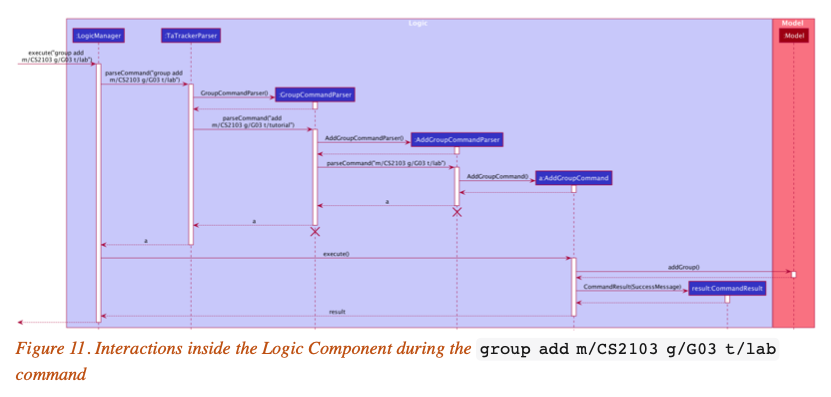 Logic
Model
:LogicManager
:TaTrackerParser
:Model
execute("group add
m/CS2103 g/G03 t/lab")
parseCommand("group add
m/CS2103 g/G03 t/lab")
GroupCommandParser()
:GroupCommandParser
parseCommand("add
m/CS2103 g/G03 t/tutorial")
AddGroupCommandParser()
:AddGroupCommandParser
parseCommand("m/CS2103 g/G03 t/lab")
AddGroupCommand()
a:AddGroupCommand
a
a
a
execute()
addGroup()
CommandResult(SuccessMessage)
result:CommandResult
result
Figure 11. Interactions inside the Logic Component during the group add m/CS2103 g/G03 t/lab
command